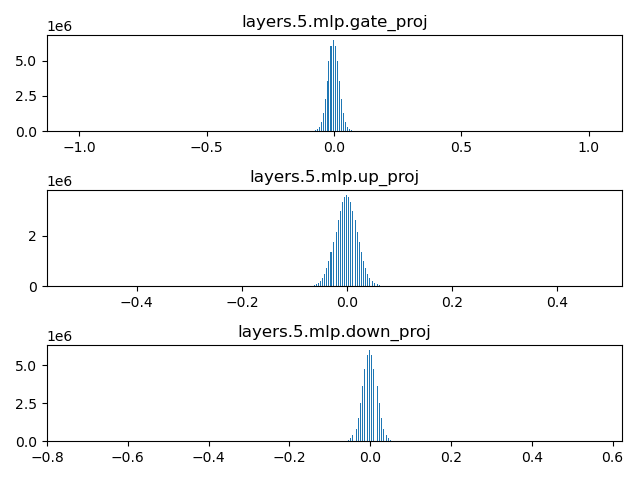 layers.5.mlp.gate_proj
1e6
5.0
2.5
0.0
−1.0 −0.5 0.0 0.5 1.0
layers.5.mlp.up_proj
1e6
2
0
−0.4 −0.2 0.0 0.2 0.4
layers.5.mlp.down_proj
1e6
5.0
2.5
0.0
−0.8 −0.6 −0.4 −0.2 0.0 0.2 0.4 0.6